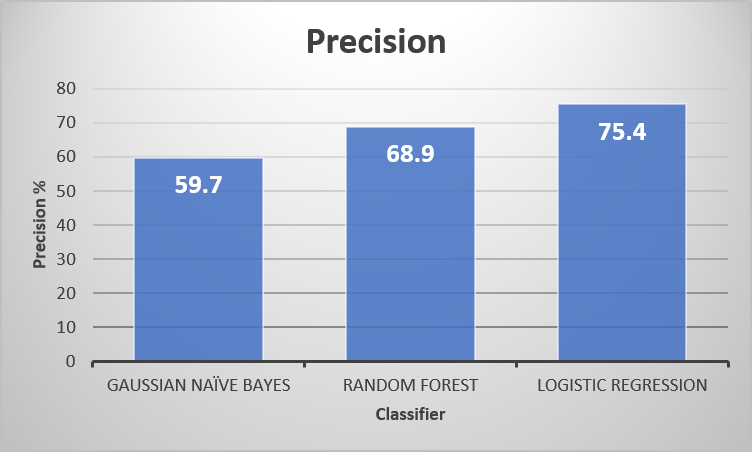 Precision
80
70
60
50
40
30
20
10
0
Precision %
59.7
68.9
75.4
GAUSSIAN NAÏVE BAYES
RANDOM FOREST
LOGISTIC REGRESSION
Classifier